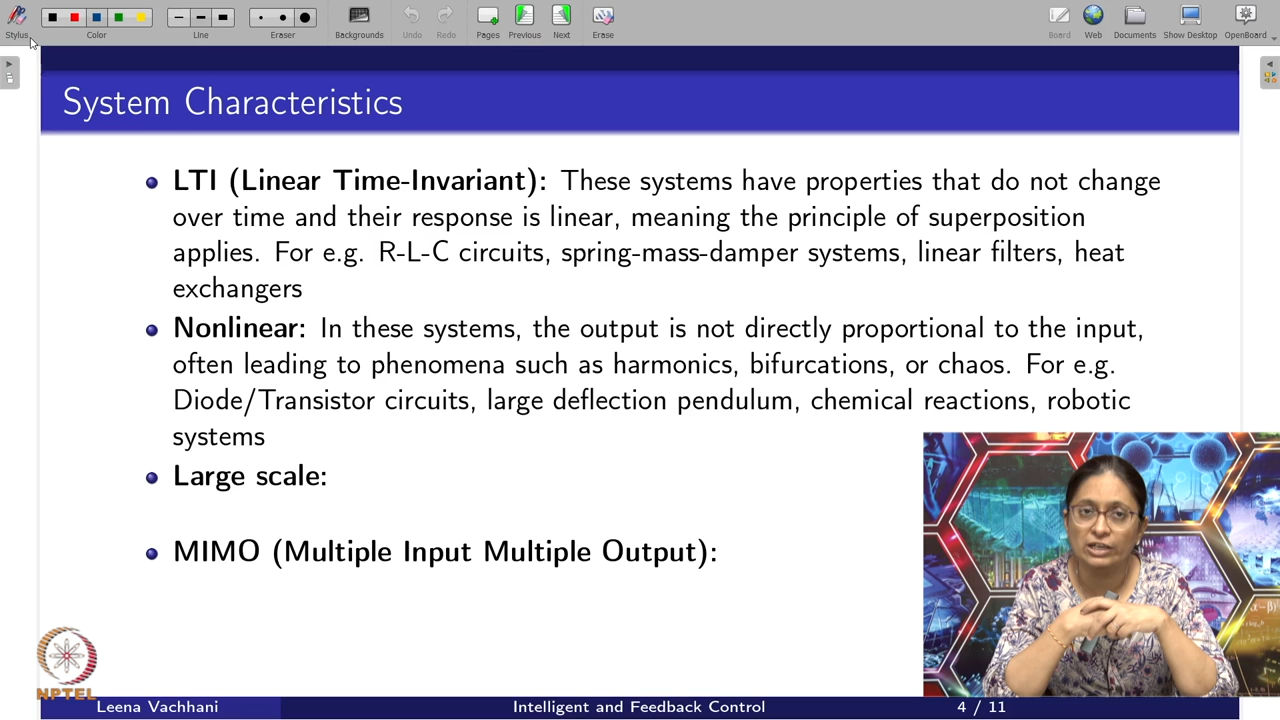 Stylus
Color
Line
Eraser
Backgrounds
Undo
Redo
Pages
Previous
Next
Erase
Board
Web
Documents
Show Desktop
OpenBoard
System Characteristics
LTI (Linear Time-Invariant): These systems have properties that do not change
over time and their response is linear, meaning the principle of superposition
applies. For e.g. R-L-C circuits, spring-mass-damper systems, linear filters, heat
exchangers
Nonlinear: In these systems, the output is not directly proportional to the input,
often leading to phenomena such as harmonics, bifurcations, or chaos. For e.g.
Diode/Transistor circuits, large deflection pendulum, chemical reactions, robotic
systems
Large scale:
MIMO (Multiple Input Multiple Output):
NPTEL
Leena Vachhani
Intelligent and Feedback Control
4 / 11